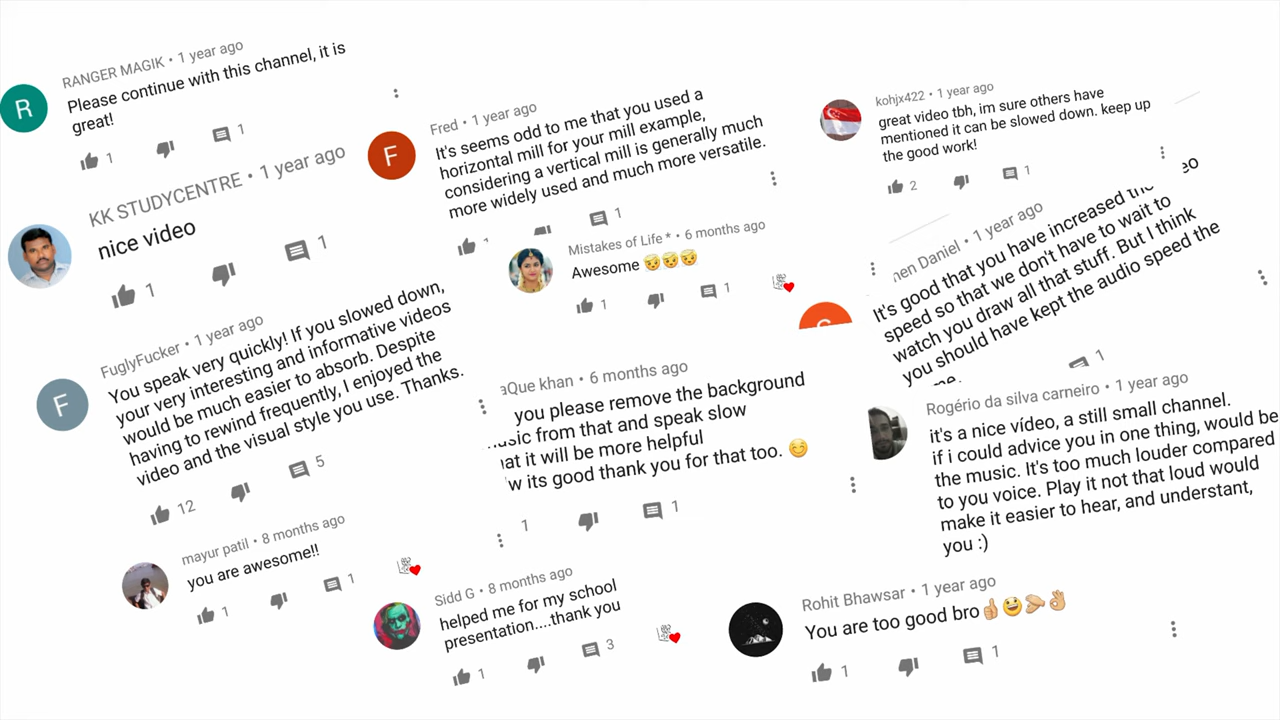 RANGER MAGIK • 1 year ago
Please continue with this channel, it is
great!
R
1
1
KK STUDYCENTRE • 1 year ago
nice video
1
1
FuglyFucker • 1 year ago
You speak very quickly! If you slowed down,
your very interesting and informative videos
would be much easier to absorb. Despite
having to rewind frequently, I enjoyed the
video and the visual style you use. Thanks.
F
12
5
mayur patil • 8 months ago
you are awesome!!
1
1
Fred • 1 year ago
It's seems odd to me that you used a
horizontal mill for your mill example,
considering a vertical mill is generally much
more widely used and much more versatile.
F
1
Mistakes of Life * • 6 months ago
Awesome 😇😇😇
1
1
aQue khan • 6 months ago
you please remove the background
from that and speak slow
it will be more helpful
its good thank you for that too. 😊
1
1
Sidd G • 8 months ago
helped me for my school
presentation....thank you
1
3
kohjx422 • 1 year ago
great video tbh, im sure others have
mentioned it can be slowed down. keep up
the good work!
2
1
Daniel • 1 year ago
It's good that you have increased
speed so that we don't have to wait to
watch you draw all that stuff. But I think
you should have kept the audio speed the
1
Rogério da silva carneiro • 1 year ago
it's a nice vídeo, a still small channel.
if i could advice you in one thing, would be
the music. It's too much louder compared
to you voice. Play it not that loud would
make it easier to hear, and understant,
you :)
Rohit Bhawsar • 1 year ago
You are too good bro👍😃🫴👌
1
1